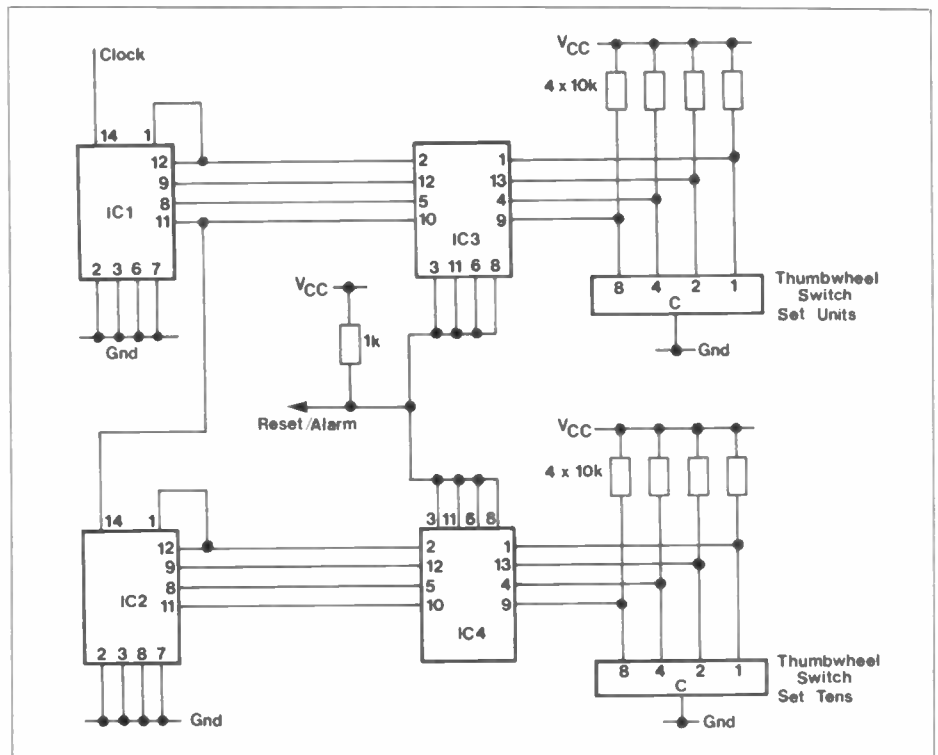 Clock
14 1
12
9
8
11
IC1
2 3 6 7
Gnd
2
12
5
10
IC3
1
13
4
9
3 11 6 8
VCC
4 x 10k
8 4 2 1
C
Thumbwheel
Switch
Set Units
Gnd
VCC
1k
Reset/Alarm
14 1
12
9
8
11
IC2
2 3 8 7
Gnd
3 11 6 8
2
12
5
10
IC4
1
13
4
9
VCC
4 x 10k
8 4 2 1
C
Thumbwheel
Switch
Set Tens
Gnd